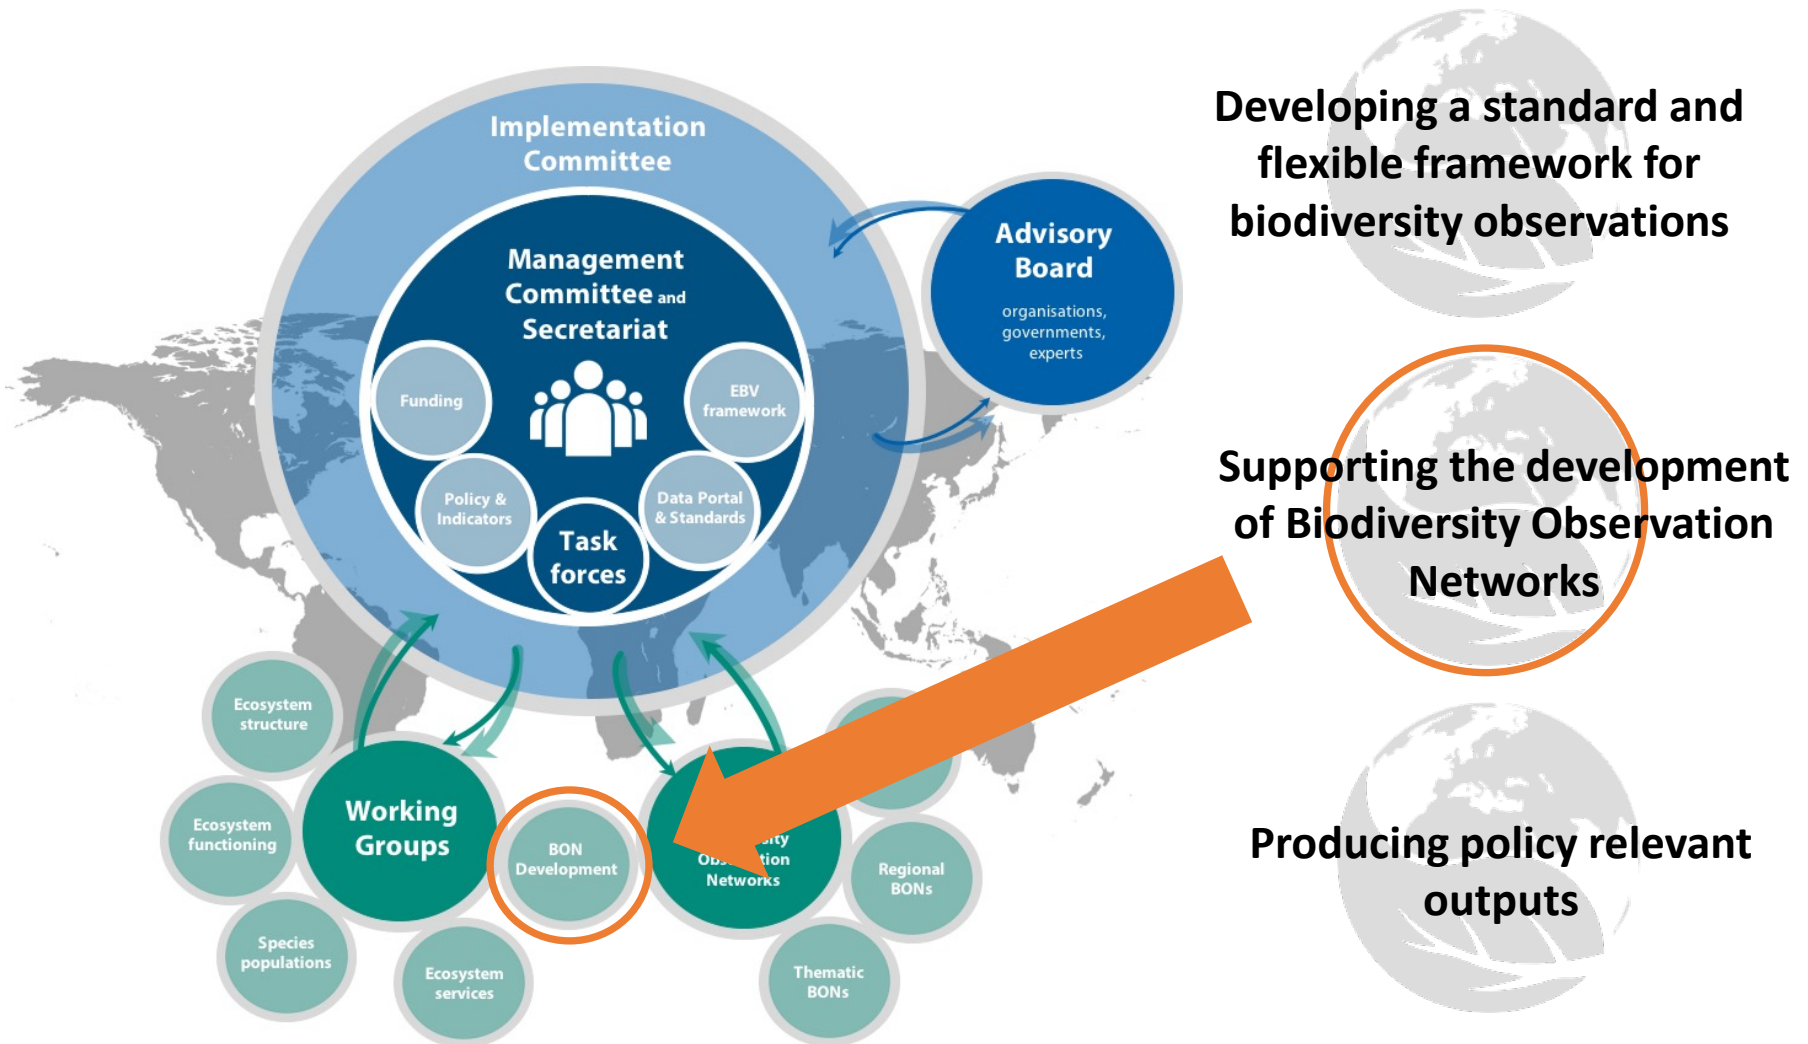 Implementation
Committee
Management
Committee and
Secretariat
Funding
EBV
framework
Policy &
Indicators
Data Portal
& Standards
Task
forces
Advisory
Board
organisations,
governments,
experts
Ecosystem
structure
Ecosystem
functioning
Species
populations
Ecosystem
services
Working
Groups
BON
Development
Networks
Regional
BONs
Thematic
BONs
Developing a standard and
flexible framework for
biodiversity observations
Supporting the development
of Biodiversity Observation
Networks
Producing policy relevant
outputs